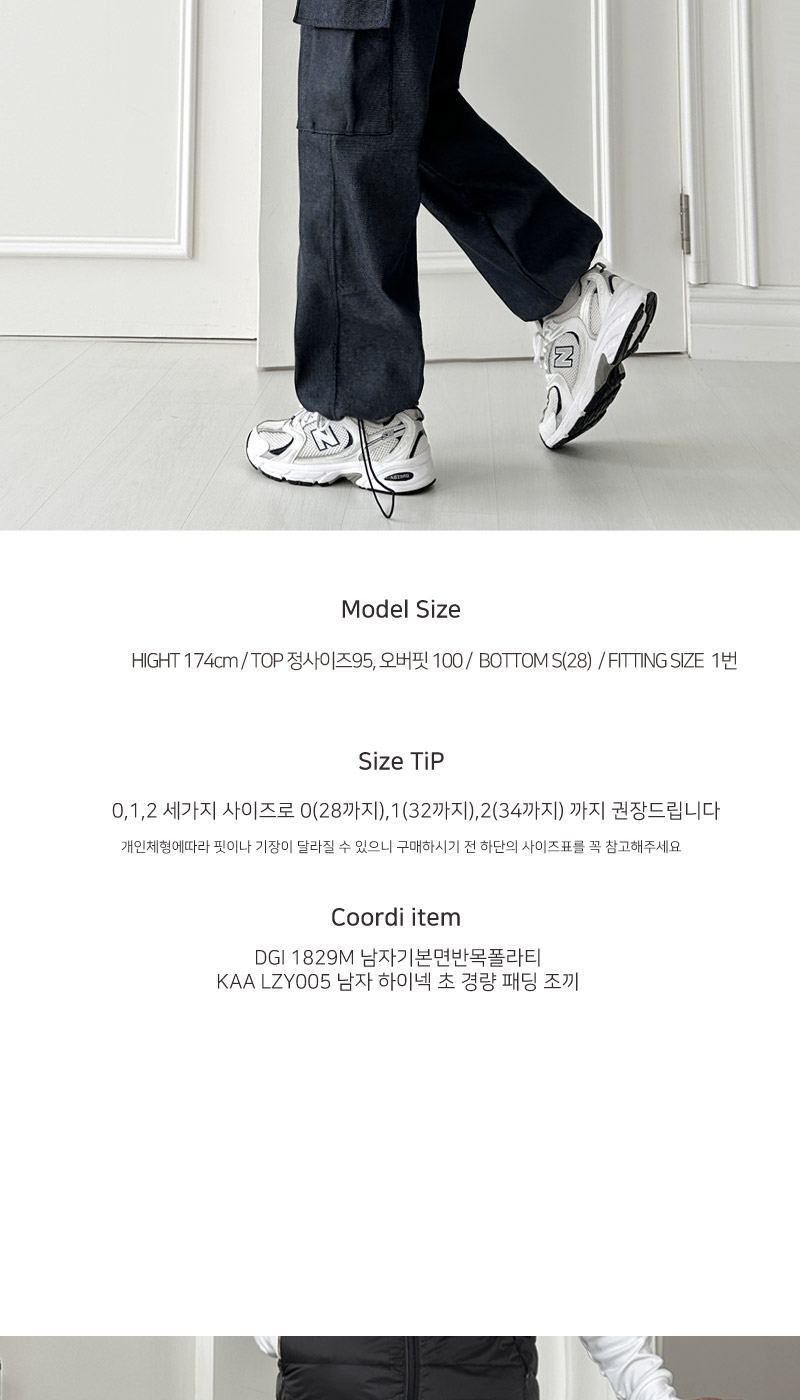 N
N
Model Size
HIGHT 174cm / TOP 정사이즈95, 오버핏 100 / BOTTOM S(28) / FITTING SIZE 1번
Size TiP
0,1,2 세가지 사이즈로 0(28까지),1(32까지),2(34까지) 까지 권장드립니다
개인체형에따라 핏이나 기장이 달라질 수 있으니 구매하시기 전 하단의 사이즈표를 꼭 참고해주세요
Coordi item
DGI 1829M 남자기본면반목폴라티
KAA LZY005 남자 하이넥 초 경량 패딩 조끼